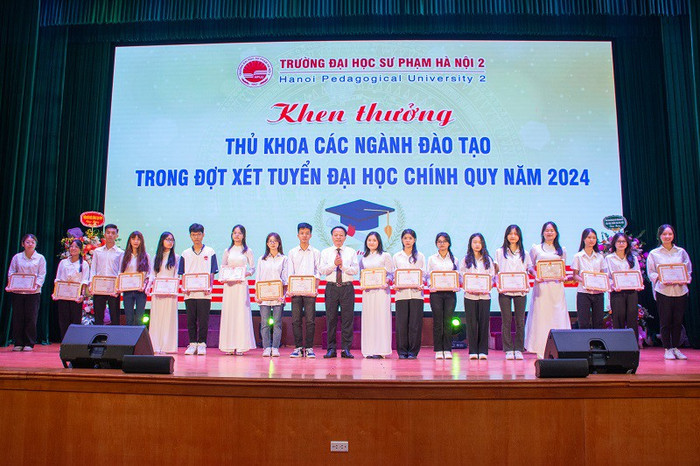 TRƯỜNG ĐẠI HỌC SƯ PHẠM HÀ NỘI 2
Hanoi Pedagogical University 2
Khen thưởng
THỦ KHOA CÁC NGÀNH ĐÀO TẠO
TRONG ĐỢT XÉT TUYỂN ĐẠI HỌC CHÍNH QUY NĂM 2024